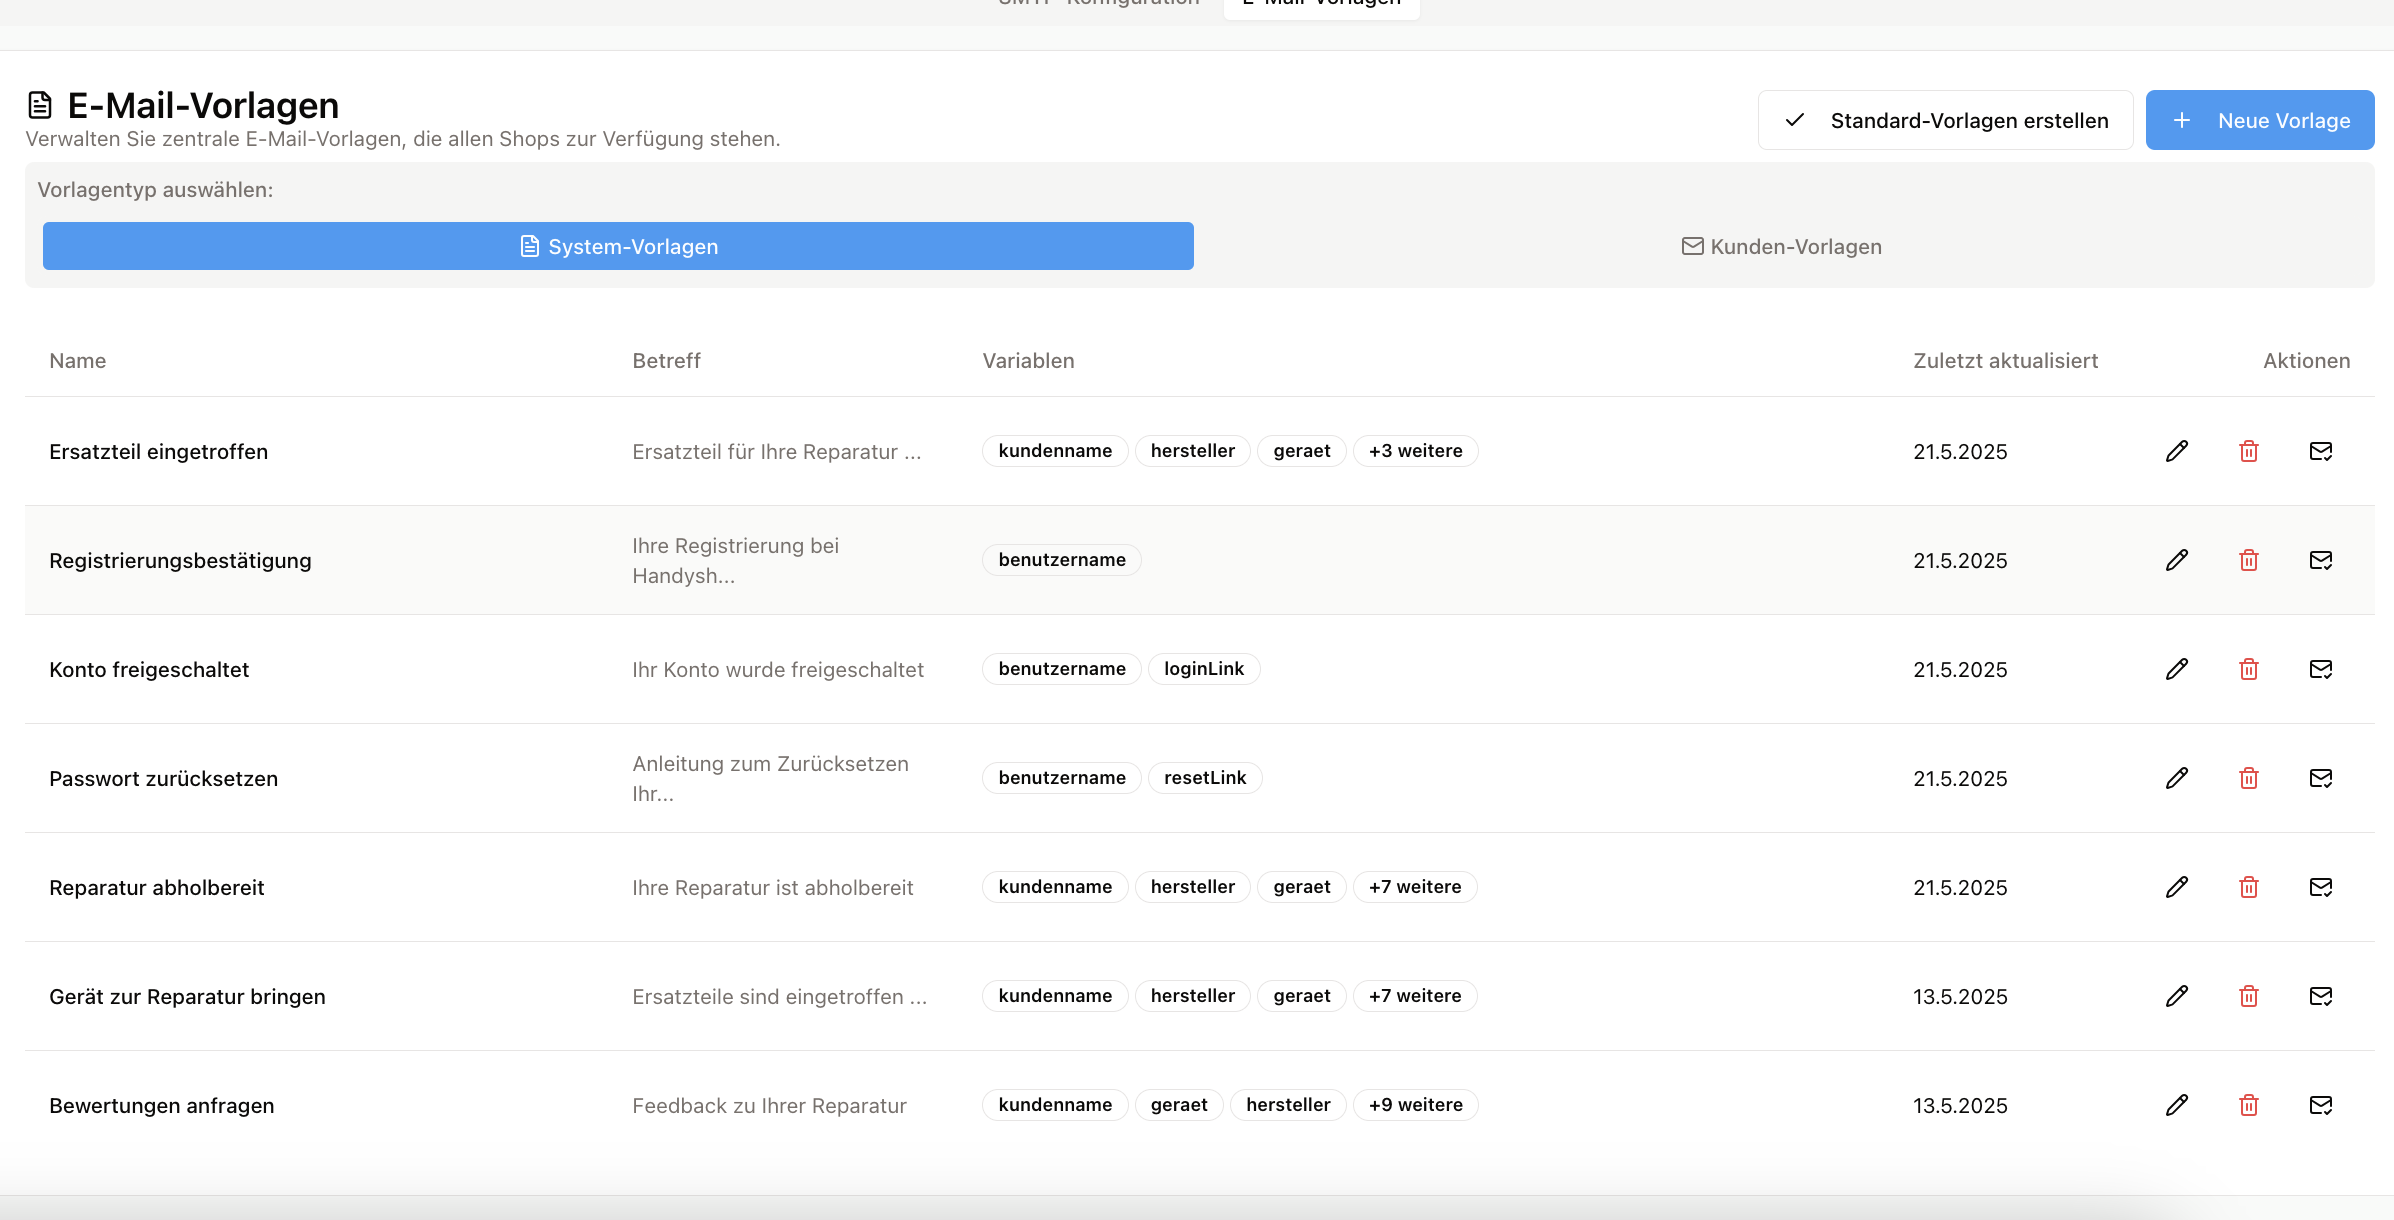 E-Mail-Vorlagen
E-Mail-Vorlagen
Verwalten Sie zentrale E-Mail-Vorlagen, die allen Shops zur Verfügung stehen.
Standard-Vorlagen erstellen
Neue Vorlage
Vorlagentyp auswählen:
System-Vorlagen
Kunden-Vorlagen
Name Betreff Variablen Zuletzt aktualisiert Aktionen
Ersatzteil eingetroffen Ersatzteil für Ihre Reparatur ... kundenname hersteller geraet +3 weitere 21.5.2025
Registrierungsbestätigung Ihre Registrierung bei
Handysh... benutzername 21.5.2025
Konto freigeschaltet Ihr Konto wurde freigeschaltet benutzername loginLink 21.5.2025
Passwort zurücksetzen Anleitung zum Zurücksetzen
Ihr... benutzername resetLink 21.5.2025
Reparatur abholbereit Ihre Reparatur ist abholbereit kundenname hersteller geraet +7 weitere 21.5.2025
Gerät zur Reparatur bringen Ersatzteile sind eingetroffen ... kundenname hersteller geraet +7 weitere 13.5.2025
Bewertungen anfragen Feedback zu Ihrer Reparatur kundenname geraet hersteller +9 weitere 13.5.2025